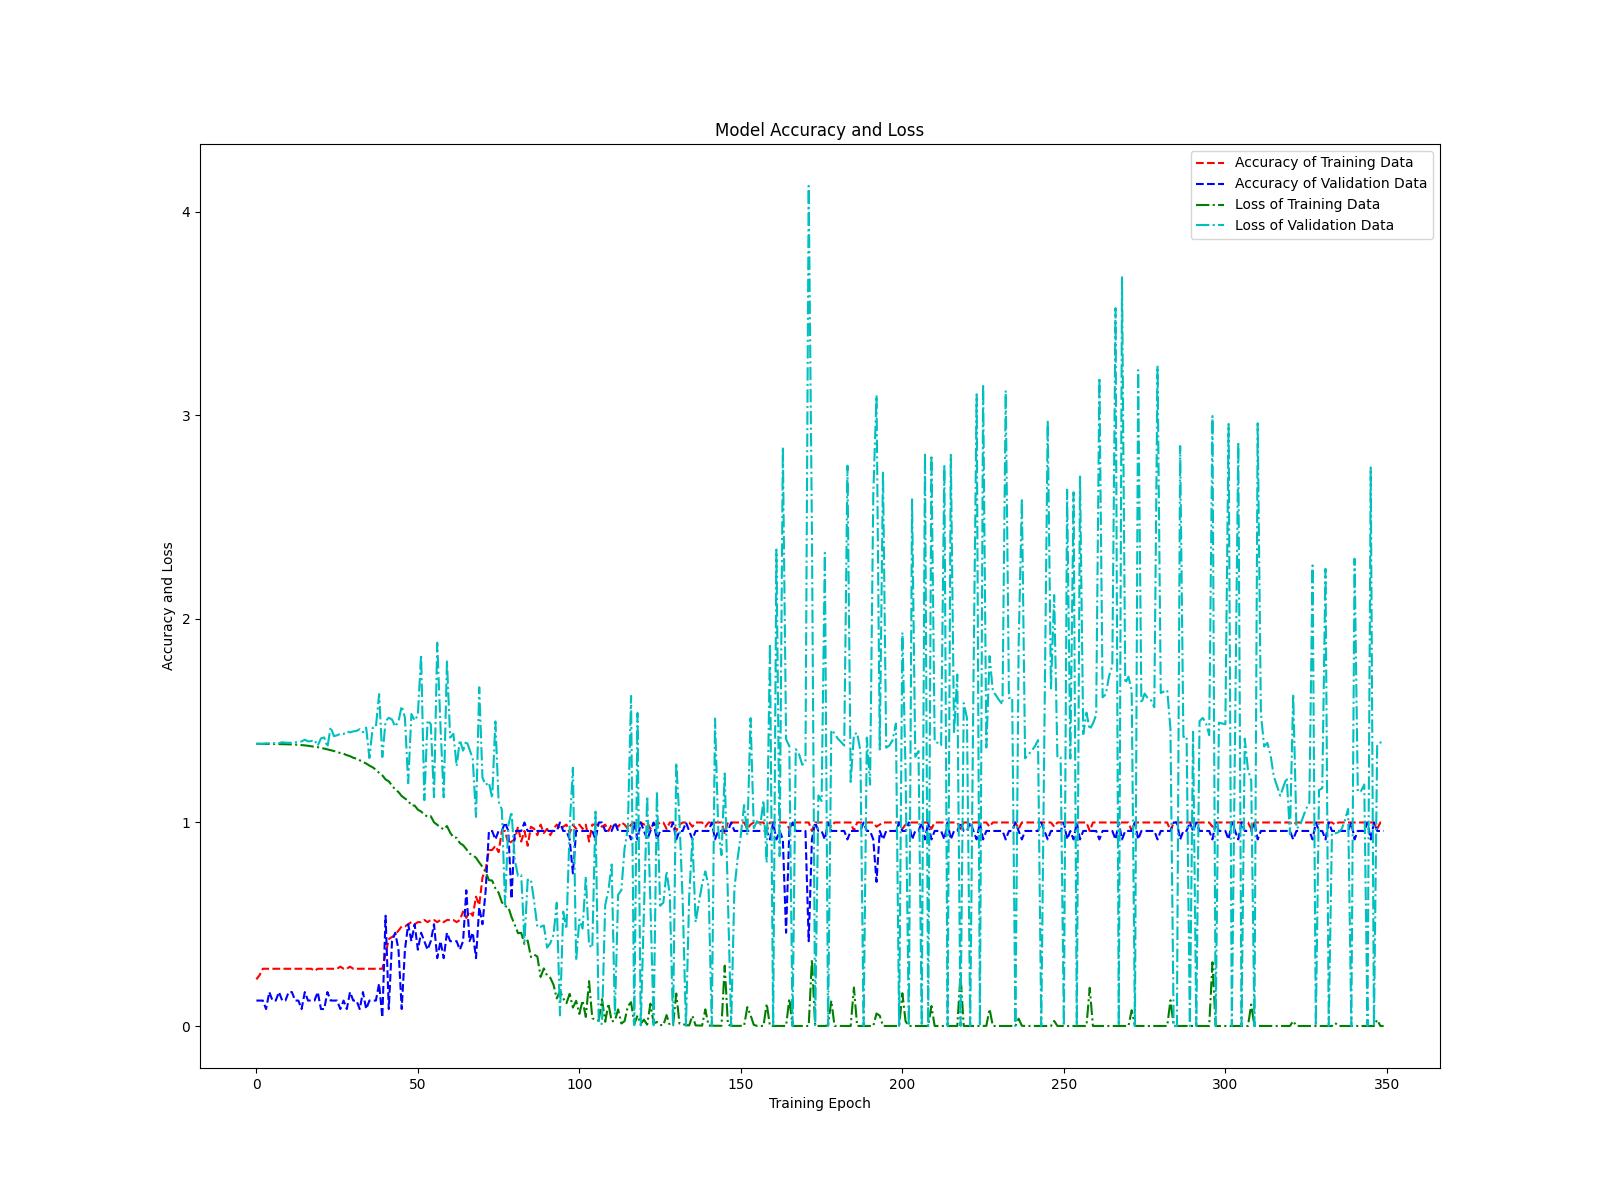 Model Accuracy and Loss
Accuracy of Training Data
Accuracy of Validation Data
Loss of Training Data
Loss of Validation Data
4
3
2
1
0
Accuracy and Loss
0 50 100 150 200 250 300 350
Training Epoch